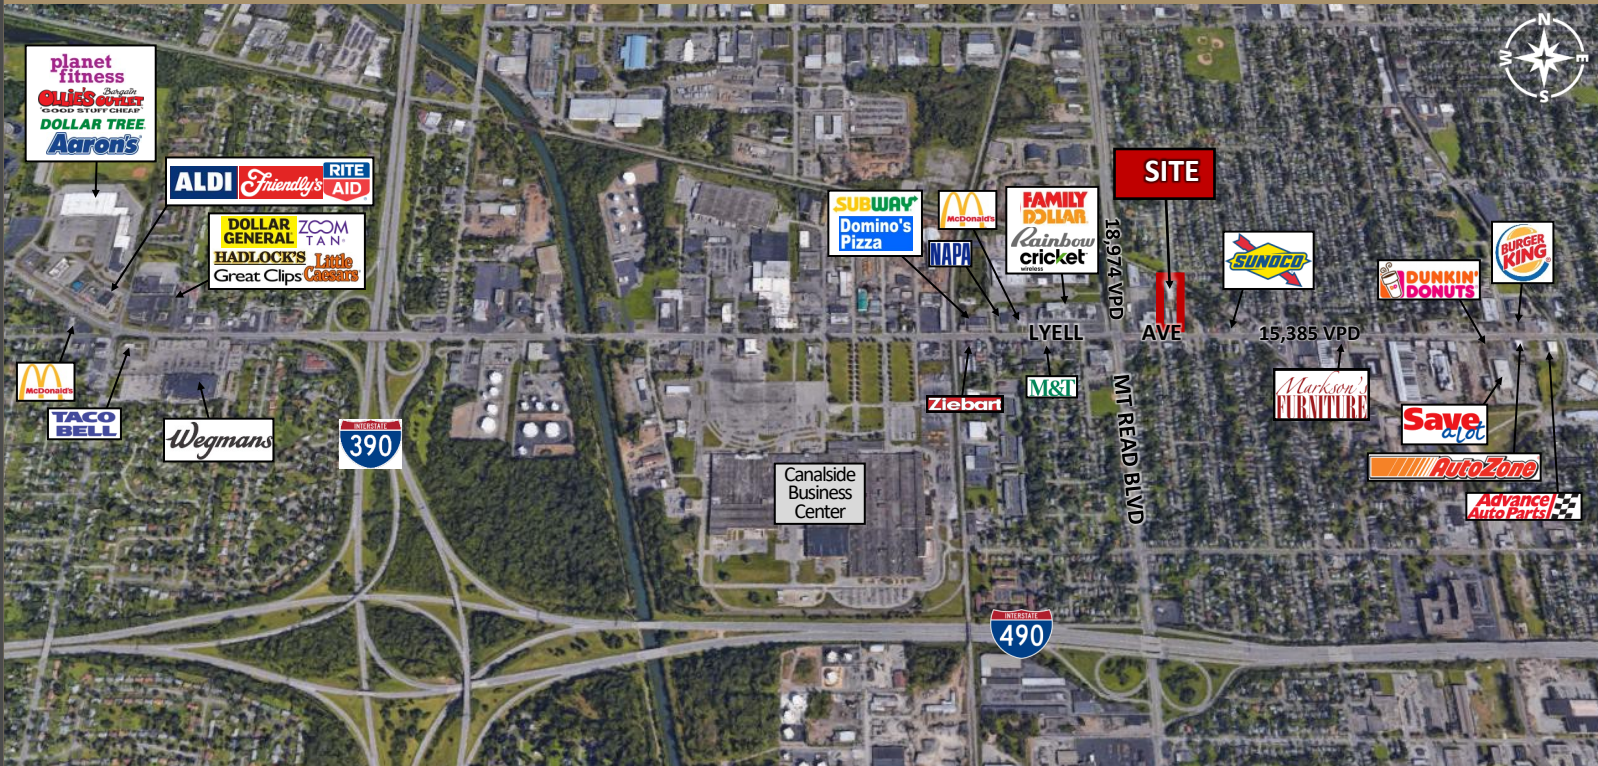 N
W
E
S
planet
fitness
OLLIE'S Bargain OUTLET
"GOOD STUFF CHEAP"
DOLLAR TREE
Aaron's
ALDI
Friendly's
RITE
AID
DOLLAR
GENERAL
ZOOM
TAN
HADLOCK'S
Great Clips
Little
Caesars
SUBWAY
Domino's
Pizza
McDonald's
NAPA
FAMILY
DOLLAR
Rainbow
cricket
wireless
18,974 VPD
SITE
SUNOCO
DUNKIN'
DONUTS
BURGER
KING
LYELL
AVE
15,385 VPD
McDonald's
TACO
BELL
Wegmans
INTERSTATE
390
Ziebart
M&T
MT READ BLVD
Markson's
FURNITURE
Save
a lot
AutoZone
Advance
Auto Parts
Canalside
Business
Center
INTERSTATE
490